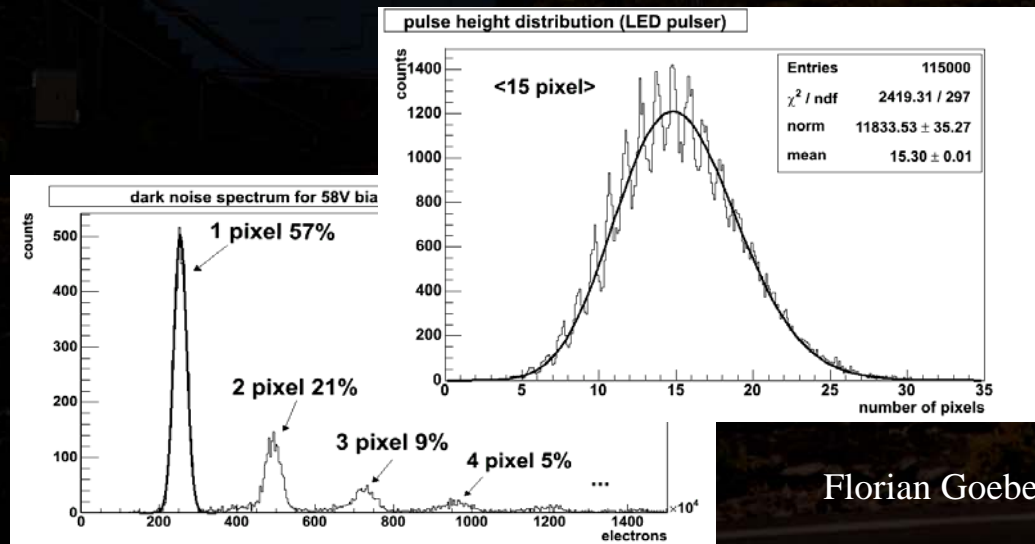 pulse height distribution (LED pulser)
counts
<15 pixel>
Entries 115000
χ² / ndf 2419.31 / 297
norm 11833.53 ± 35.27
mean 15.30 ± 0.01
1400
1200
1000
800
600
400
200
0
0 5 10 15 20 25 30 35
number of pixels
dark noise spectrum for 58V bia
counts
1 pixel 57%
2 pixel 21%
3 pixel 9%
4 pixel 5%
...
500
400
300
200
100
0
0 200 400 600 800 1000 1200 1400
×10⁴
electrons
Florian Goebe